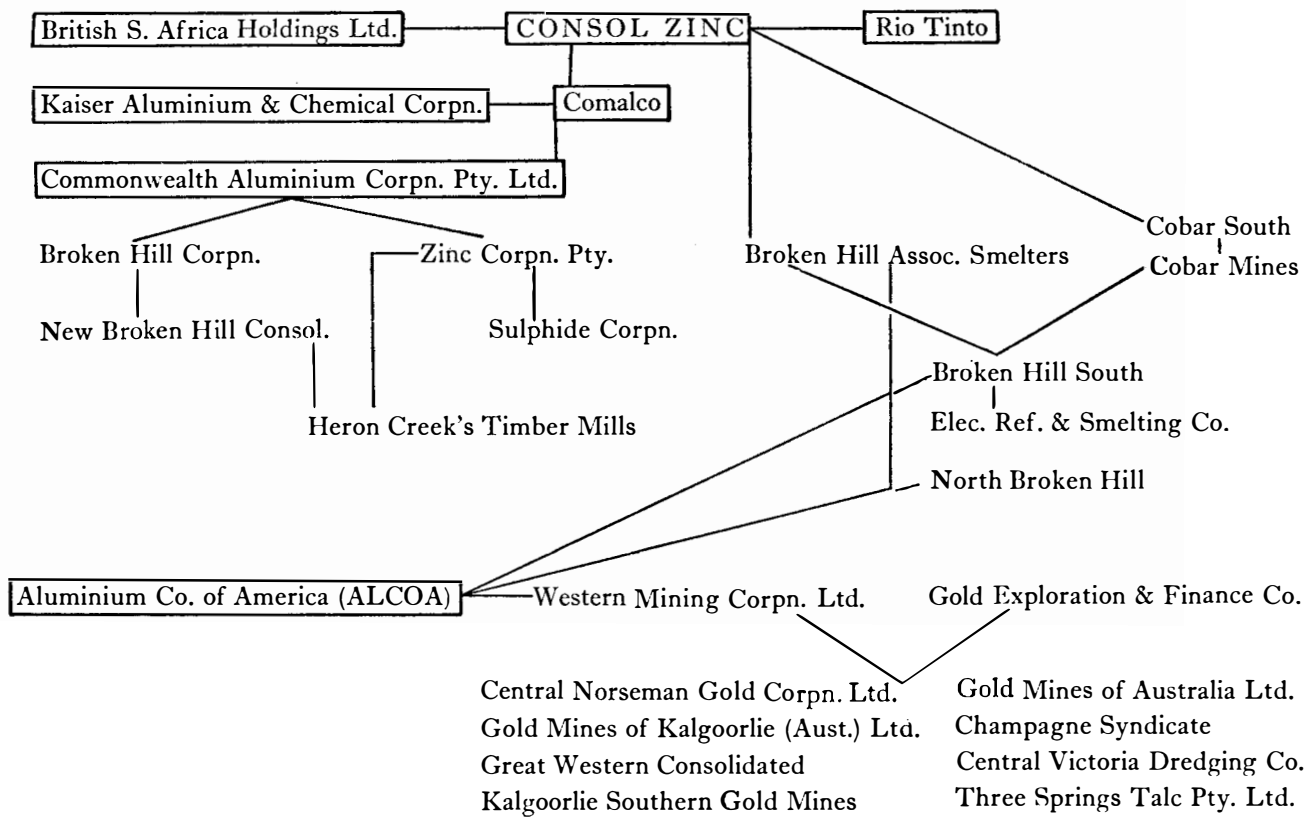 British S. Africa Holdings Ltd.
CONSOL ZINC
Rio Tinto
Kaiser Aluminium & Chemical Corpn.
Comalco
Commonwealth Aluminium Corpn. Pty. Ltd.
Cobar South
Broken Hill Corpn.
Zinc Corpn. Pty.
Broken Hill Assoc. Smelters
Cobar Mines
New Broken Hill Consol.
Sulphide Corpn.
Broken Hill South
Heron Creek's Timber Mills
Elec. Ref. & Smelting Co.
North Broken Hill
Aluminium Co. of America (ALCOA)
Western Mining Corpn. Ltd.
Gold Exploration & Finance Co.
Central Norseman Gold Corpn. Ltd.
Gold Mines of Australia Ltd.
Gold Mines of Kalgoorlie (Aust.) Ltd.
Champagne Syndicate
Great Western Consolidated
Central Victoria Dredging Co.
Kalgoorlie Southern Gold Mines
Three Springs Talc Pty. Ltd.